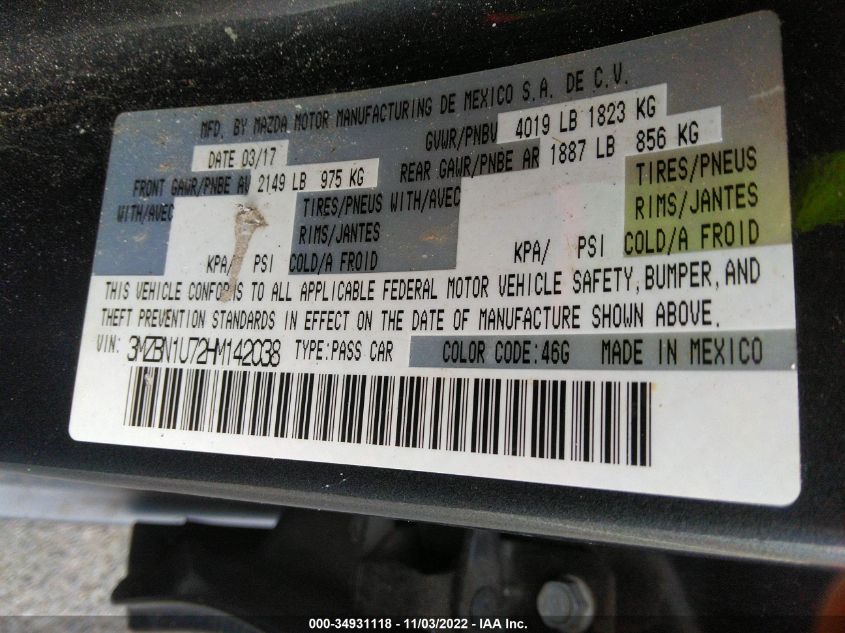 MFD. BY MAZDA MOTOR MANUFACTURING DE MEXICO S.A. DE C.V.
DATE 03/17 GVWR/PNBV 4019 LB 1823 KG
FRONT GAWR/PNBE AV 2149 LB 975 KG REAR GAWR/PNBE AR 1887 LB 856 KG
WITH/AVEC TIRES/PNEUS WITH/AVEC TIRES/PNEUS
RIMS/JANTES RIMS/JANTES
KPA/ PSI COLD/A FROID KPA/ PSI COLD/A FROID
THIS VEHICLE CONFORMS TO ALL APPLICABLE FEDERAL MOTOR VEHICLE SAFETY, BUMPER, AND
THEFT PREVENTION STANDARDS IN EFFECT ON THE DATE OF MANUFACTURE SHOWN ABOVE.
VIN: 3MZBN1U72HM142038 TYPE:PASS CAR COLOR CODE:46G MADE IN MEXICO
000-34931118 - 11/03/2022 - IAA Inc.